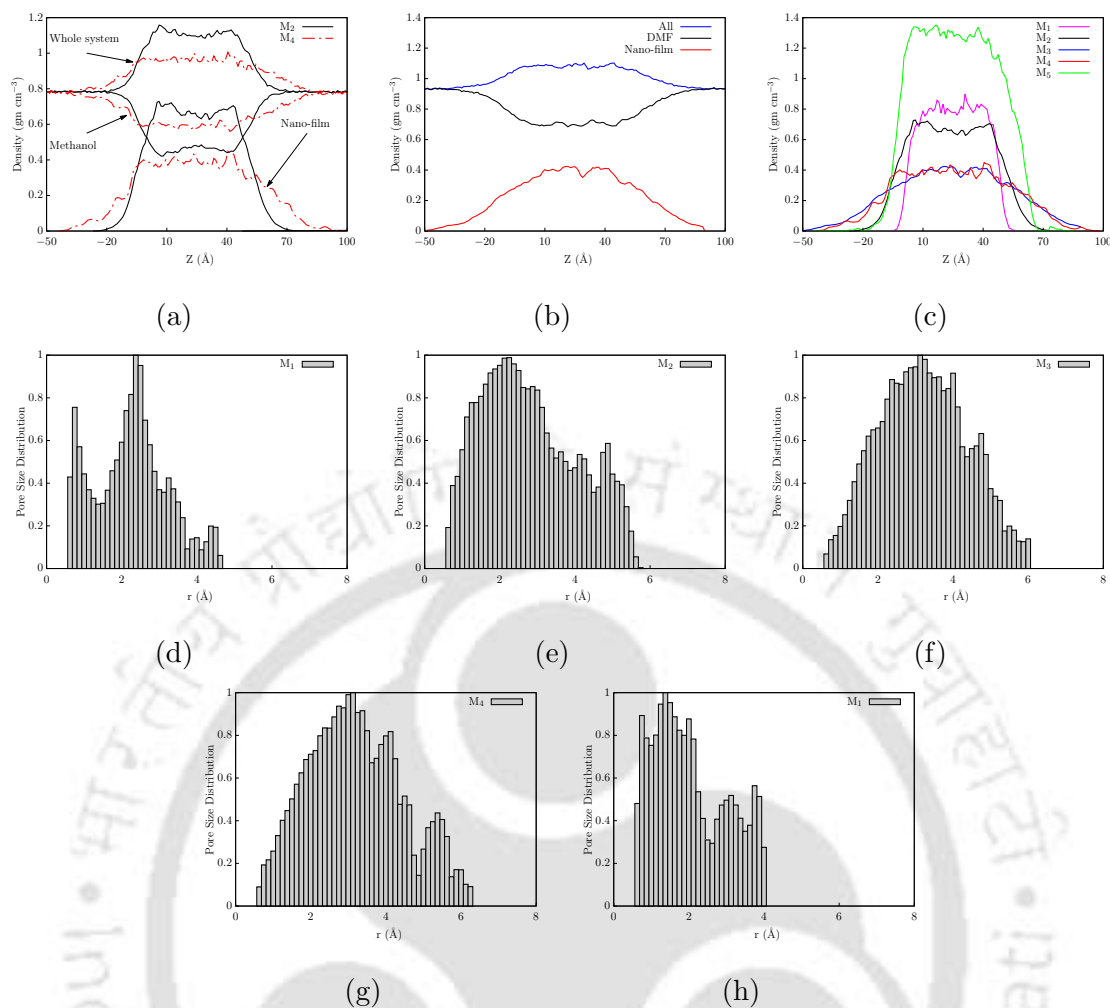 1.2
1
0.8
0.6
0.4
0.2
0
−50 −20 10 40 70 100
Density (gm cm⁻³)
Z (Å)
Whole system
Methanol
Nano-film
M₂
M₄
(a)
1.2
1
0.8
0.6
0.4
0.2
0
−50 −20 10 40 70 100
Density (gm cm⁻³)
Z (Å)
All
DMF
Nano-film
(b)
1.4
1.2
1
0.8
0.6
0.4
0.2
0
−50 −20 10 40 70 100
Density (gm cm⁻³)
Z (Å)
M₁
M₂
M₃
M₄
M₅
(c)
1
0.8
0.6
0.4
0.2
0
0 2 4 6 8
Pore Size Distribution
r (Å)
M₁
(d)
1
0.8
0.6
0.4
0.2
0
0 2 4 6 8
Pore Size Distribution
r (Å)
M₂
(e)
1
0.8
0.6
0.4
0.2
0
0 2 4 6 8
Pore Size Distribution
r (Å)
M₃
(f)
1
0.8
0.6
0.4
0.2
0
0 2 4 6 8
Pore Size Distribution
r (Å)
M₄
(g)
1
0.8
0.6
0.4
0.2
0
0 2 4 6 8
Pore Size Distribution
r (Å)
M₁
(h)